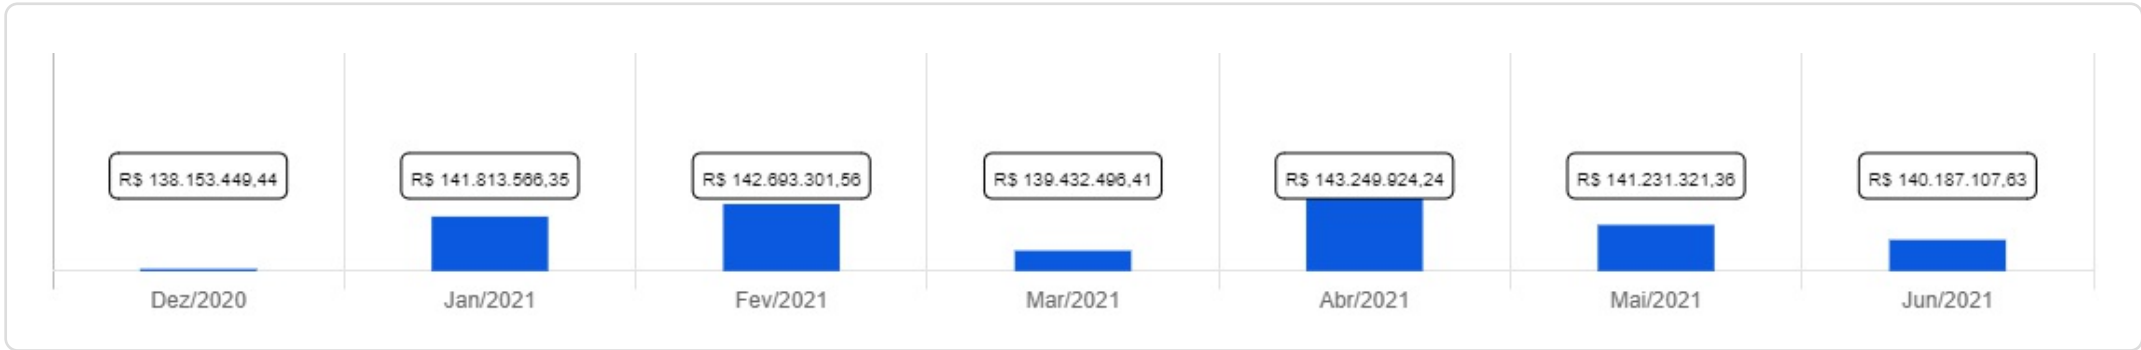 R$ 138.153.449,44
R$ 141.813.566,35
R$ 142.693.301,56
R$ 139.432.496,41
R$ 143.249.924,24
R$ 141.231.321,36
R$ 140.187.107,63
Dez/2020
Jan/2021
Fev/2021
Mar/2021
Abr/2021
Mai/2021
Jun/2021